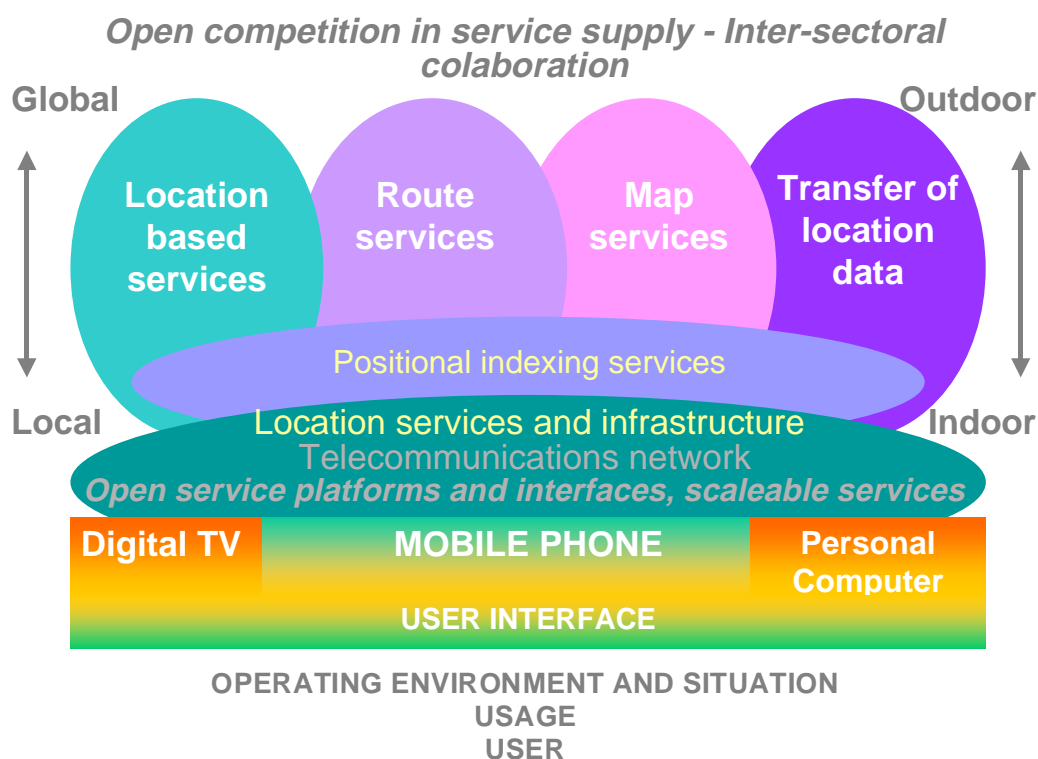 Open competition in service supply - Inter-sectoral
colaboration
Global
Outdoor
Location
based
services
Route
services
Map
services
Transfer of
location
data
Positional indexing services
Local
Indoor
Location services and infrastructure
Telecommunications network
Open service platforms and interfaces, scaleable services
Digital TV
MOBILE PHONE
Personal
Computer
USER INTERFACE
OPERATING ENVIRONMENT AND SITUATION
USAGE
USER